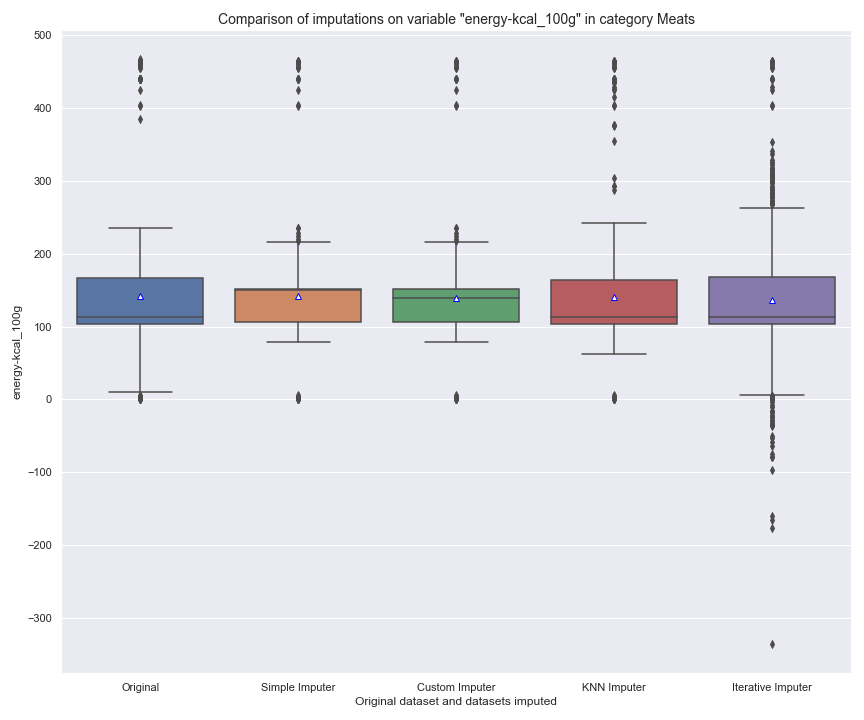 Comparison of imputations on variable "energy-kcal_100g" in category Meats
500
400
300
200
100
0
−100
−200
−300
energy-kcal_100g
Original
Simple Imputer
Custom Imputer
KNN Imputer
Iterative Imputer
Original dataset and datasets imputed